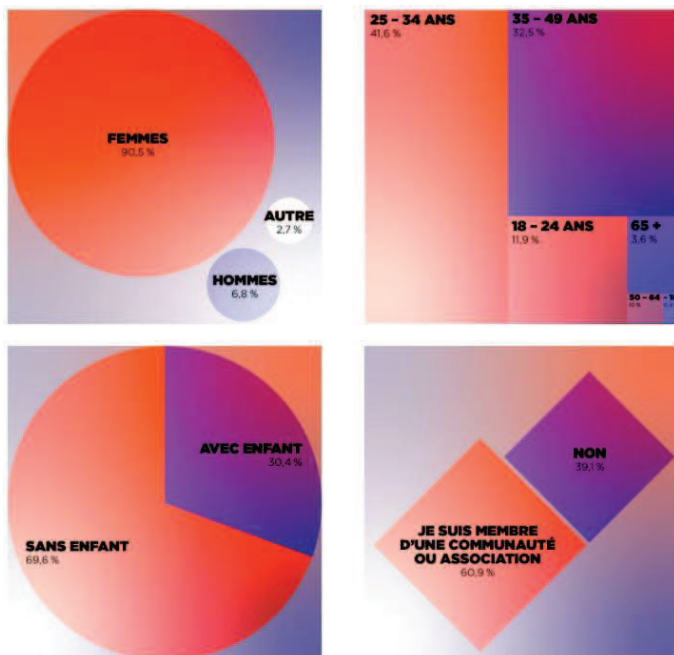 FEMMES
90,5 %
AUTRE
2,7 %
HOMMES
6,8 %
25 – 34 ANS
41,6 %
35 – 49 ANS
32,5 %
18 – 24 ANS
11,9 %
65 +
3,6 %
50 – 64
AVEC ENFANT
30,4 %
SANS ENFANT
69,6 %
NON
39,1 %
JE SUIS MEMBRE
D'UNE COMMUNAUTÉ
OU ASSOCIATION
60,9 %